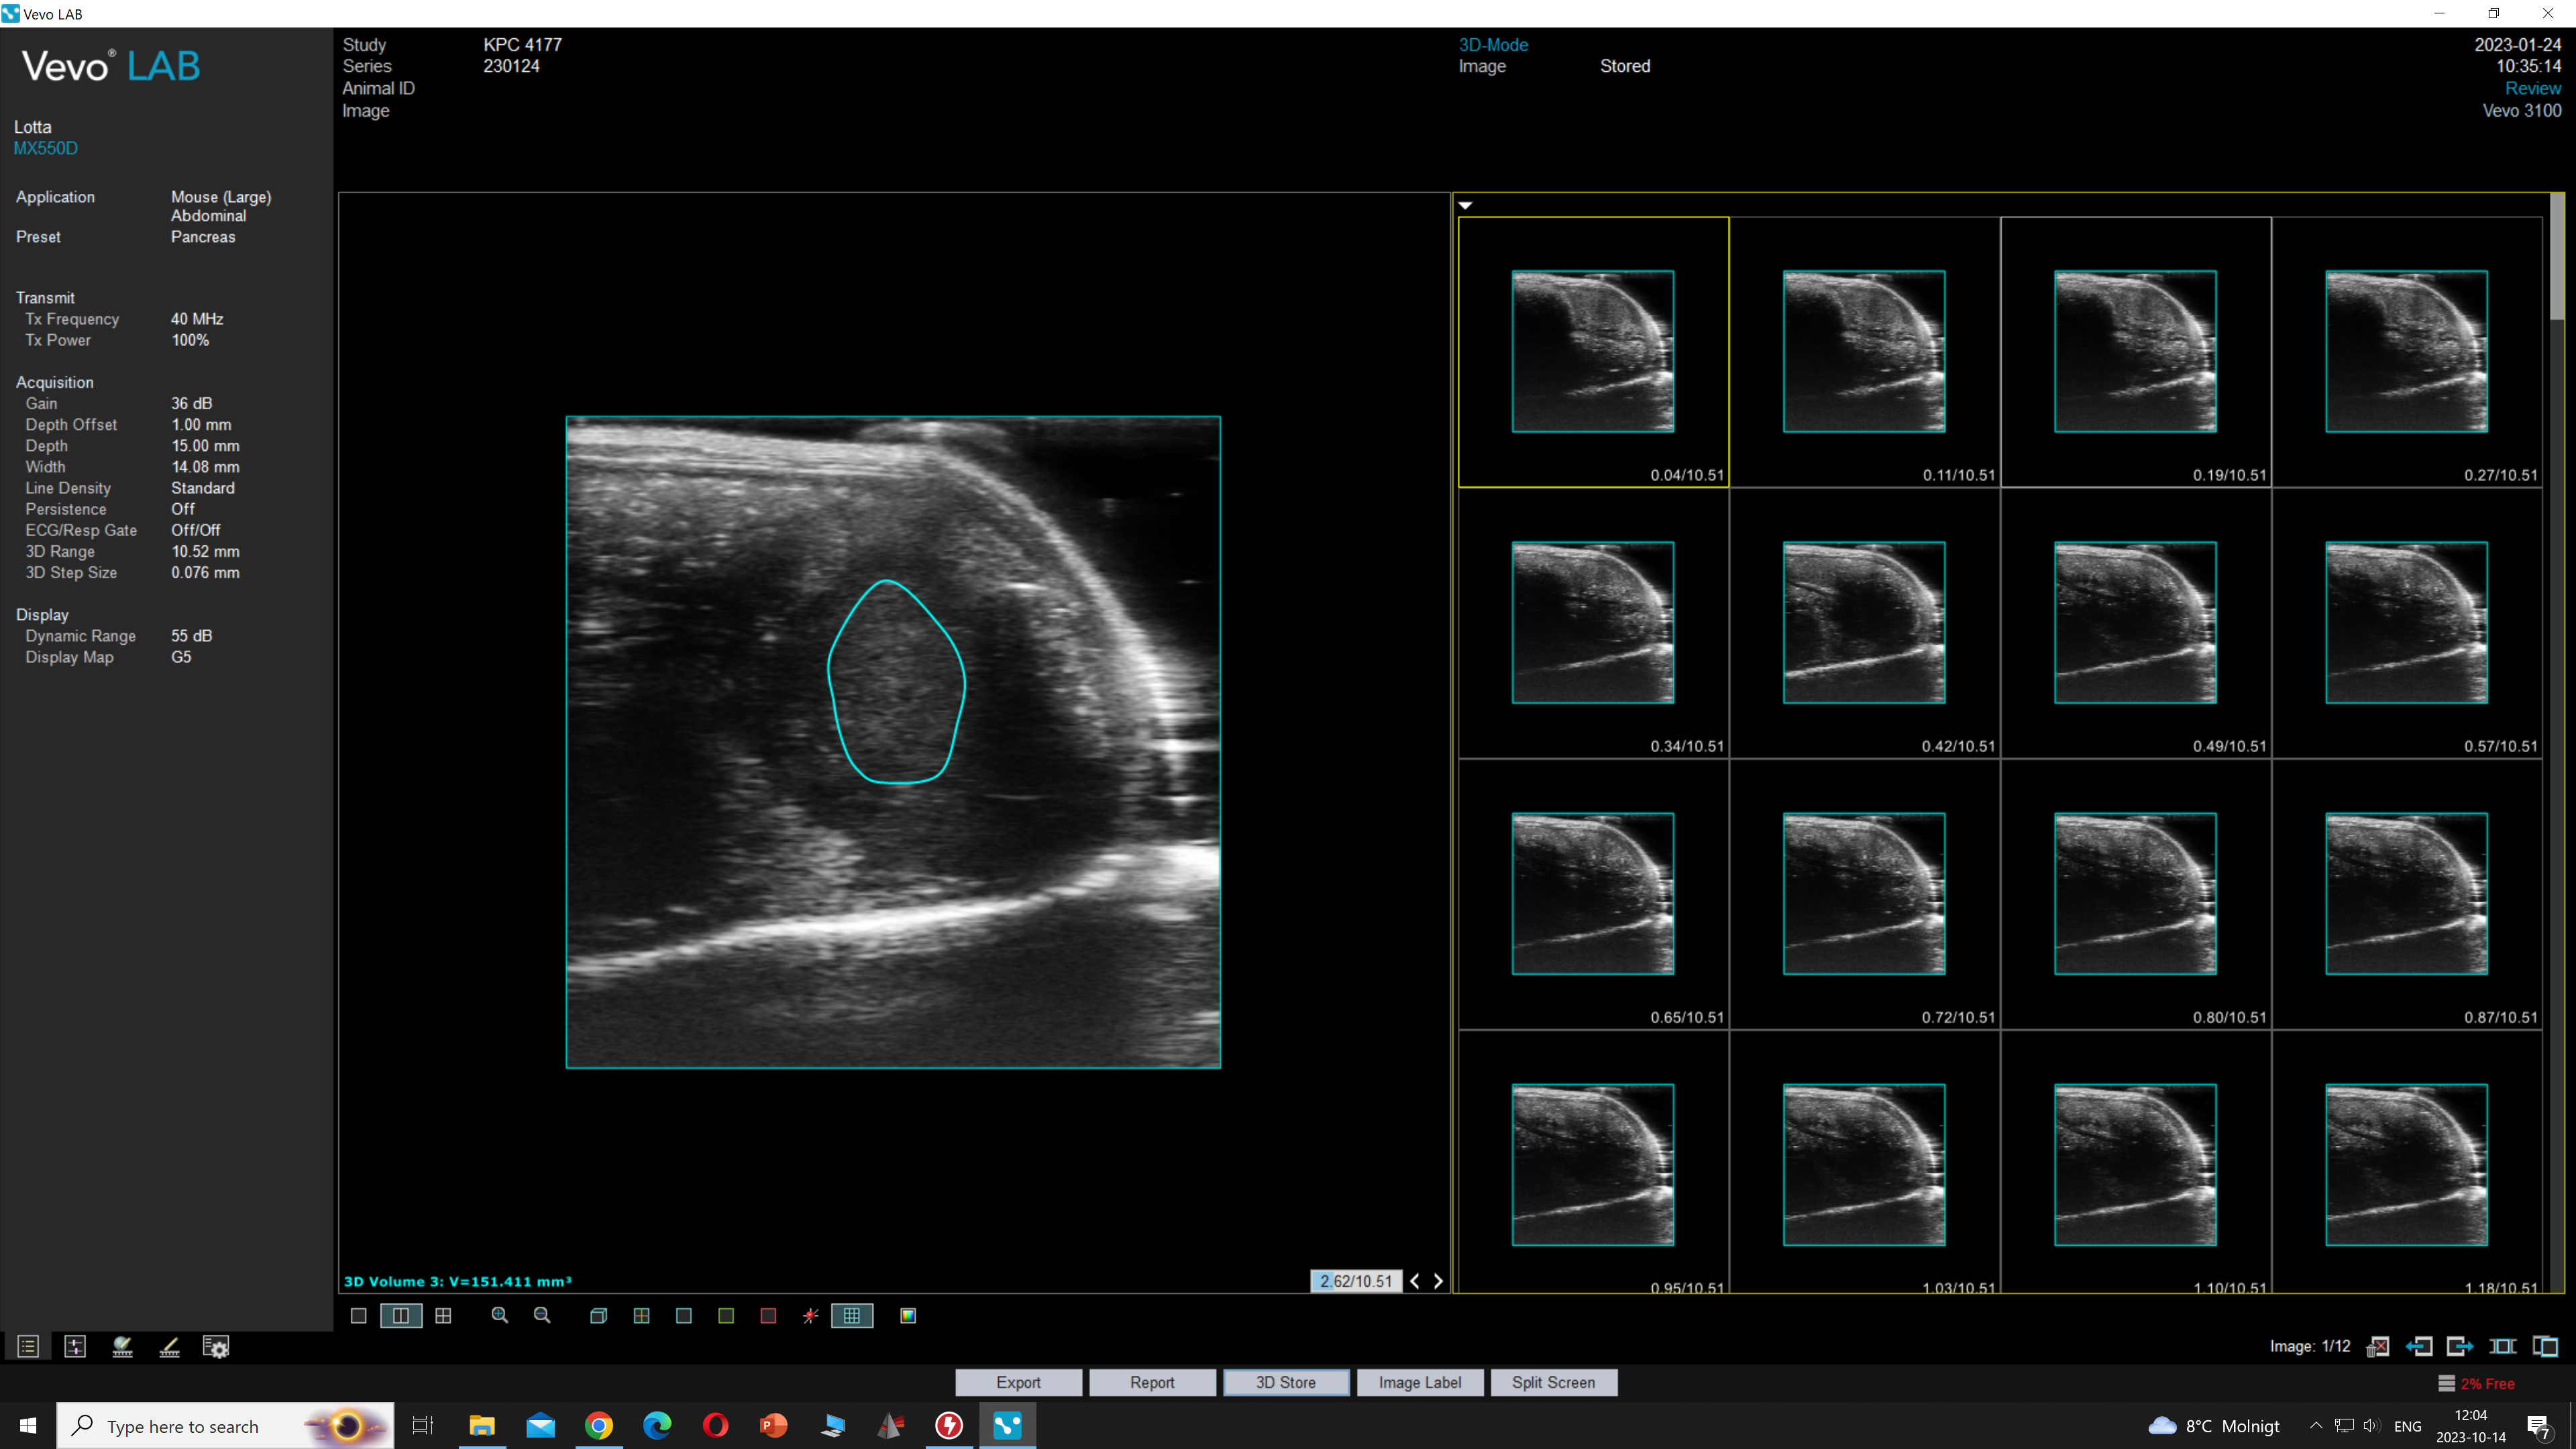 Vevo LAB
Vevo® LAB
Lotta
MX550D
Application Mouse (Large)
Abdominal
Preset Pancreas
Transmit
Tx Frequency 40 MHz
Tx Power 100%
Acquisition
Gain 36 dB
Depth Offset 1.00 mm
Depth 15.00 mm
Width 14.08 mm
Line Density Standard
Persistence Off
ECG/Resp Gate Off/Off
3D Range 10.52 mm
3D Step Size 0.076 mm
Display
Dynamic Range 55 dB
Display Map G5
Study KPC 4177
Series 230124
Animal ID
Image
3D-Mode
Image Stored
2023-01-24
10:35:14
Review
Vevo 3100
0.04/10.51 0.11/10.51 0.19/10.51 0.27/10.51
0.34/10.51 0.42/10.51 0.49/10.51 0.57/10.51
0.65/10.51 0.72/10.51 0.80/10.51 0.87/10.51
0.95/10.51 1.03/10.51 1.10/10.51 1.18/10.51
3D Volume 3: V=151.411 mm³
2.62/10.51
Image: 1/12
Export Report 3D Store Image Label Split Screen
2% Free
Type here to search
8°C Molnigt
ENG
12:04
2023-10-14
7